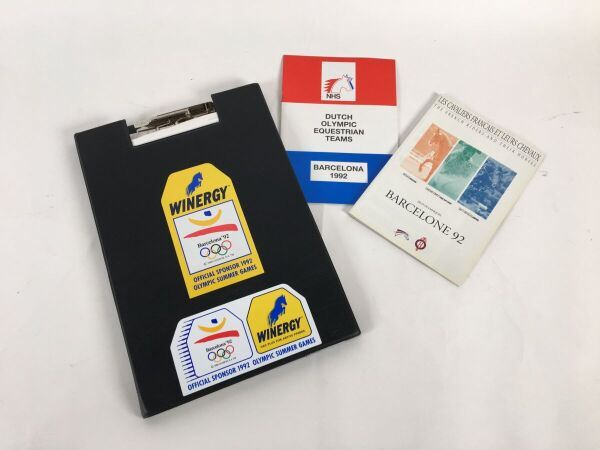 WINERGY
Barcelona'92
OFFICIAL SPONSOR 1992
OLYMPIC SUMMER GAMES
Barcelona'92
WINERGY
OFFICIAL SPONSOR 1992 OLYMPIC SUMMER GAMES
NHS
DUTCH
OLYMPIC
EQUESTRIAN
TEAMS
BARCELONA
1992
LES CAVALIERS FRANCAIS ET LEURS CHEVAUX
THE FRENCH RIDERS AND THEIR HORSES
BARCELONE 92